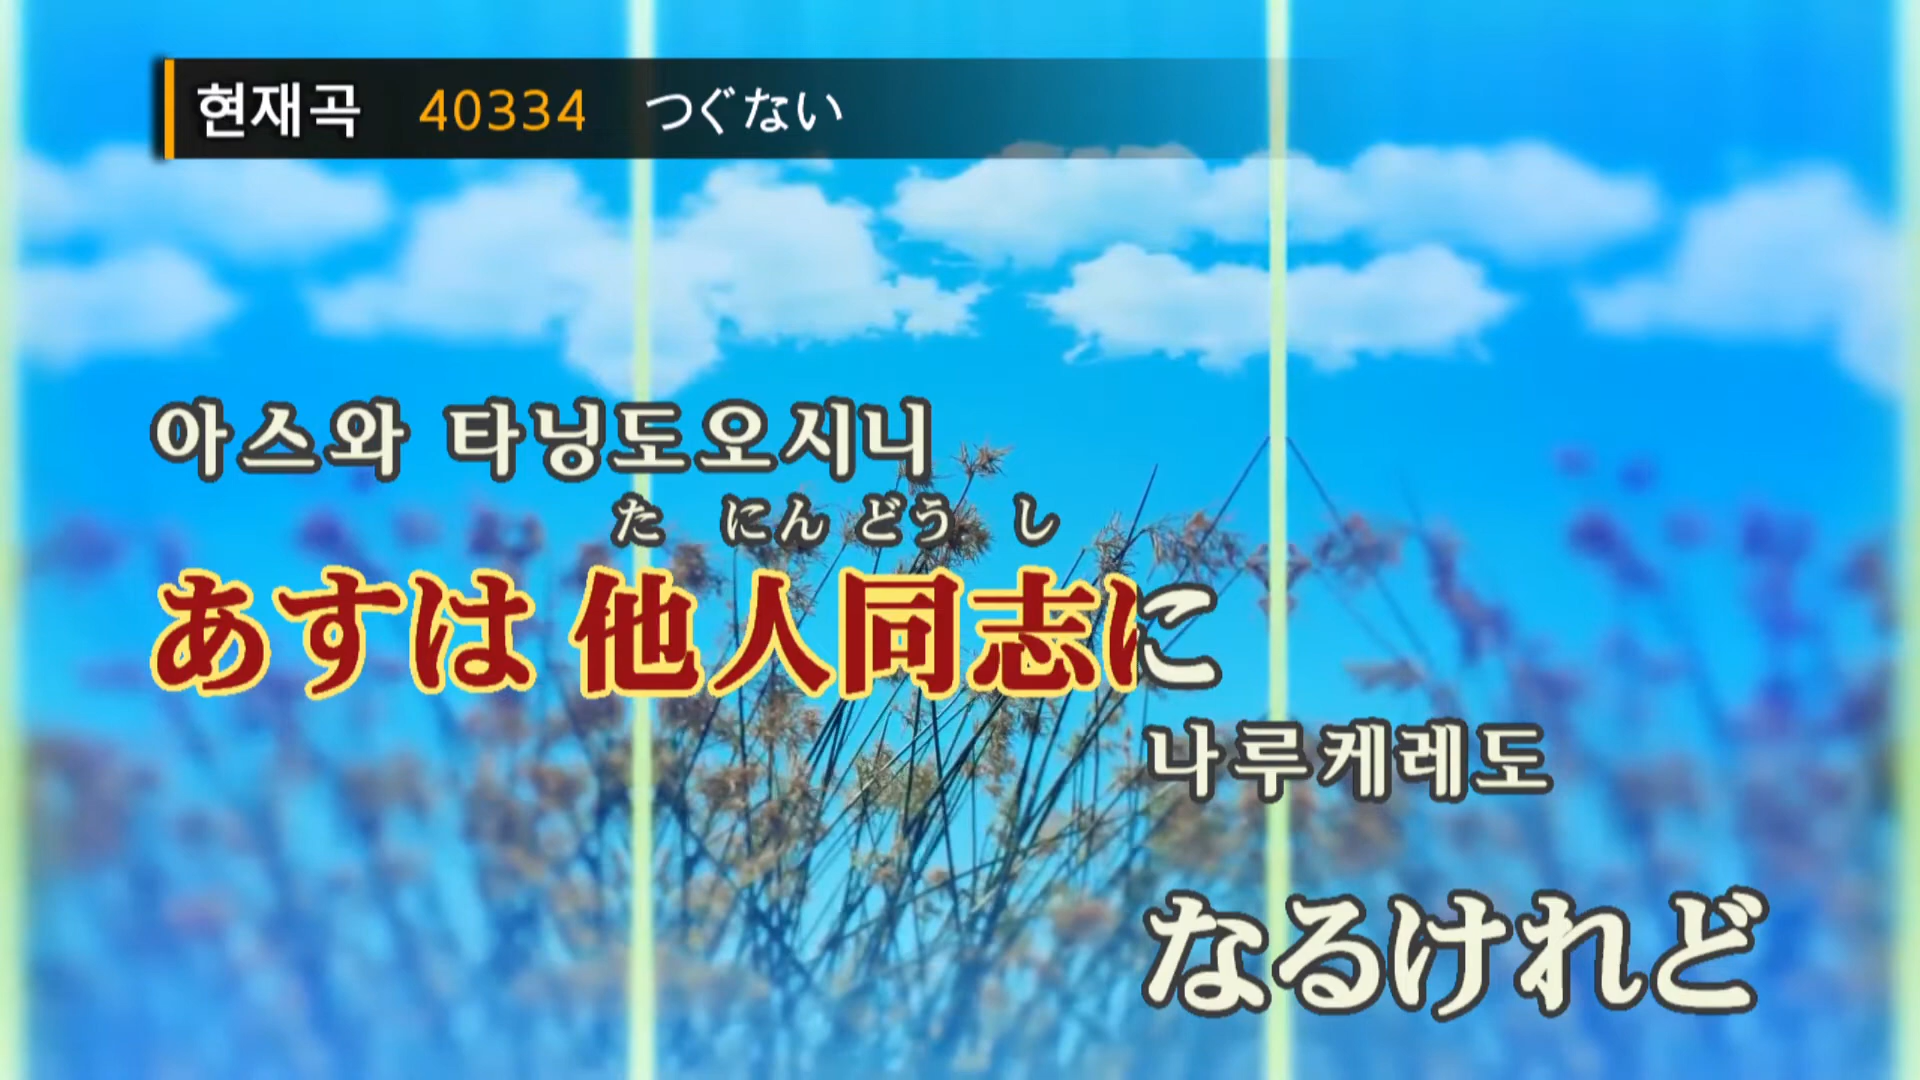 현재곡 40334 つぐない
아스와 타닝도오시니
た にん どう し
あすは 他人同志に
나루케레도
なるけれど